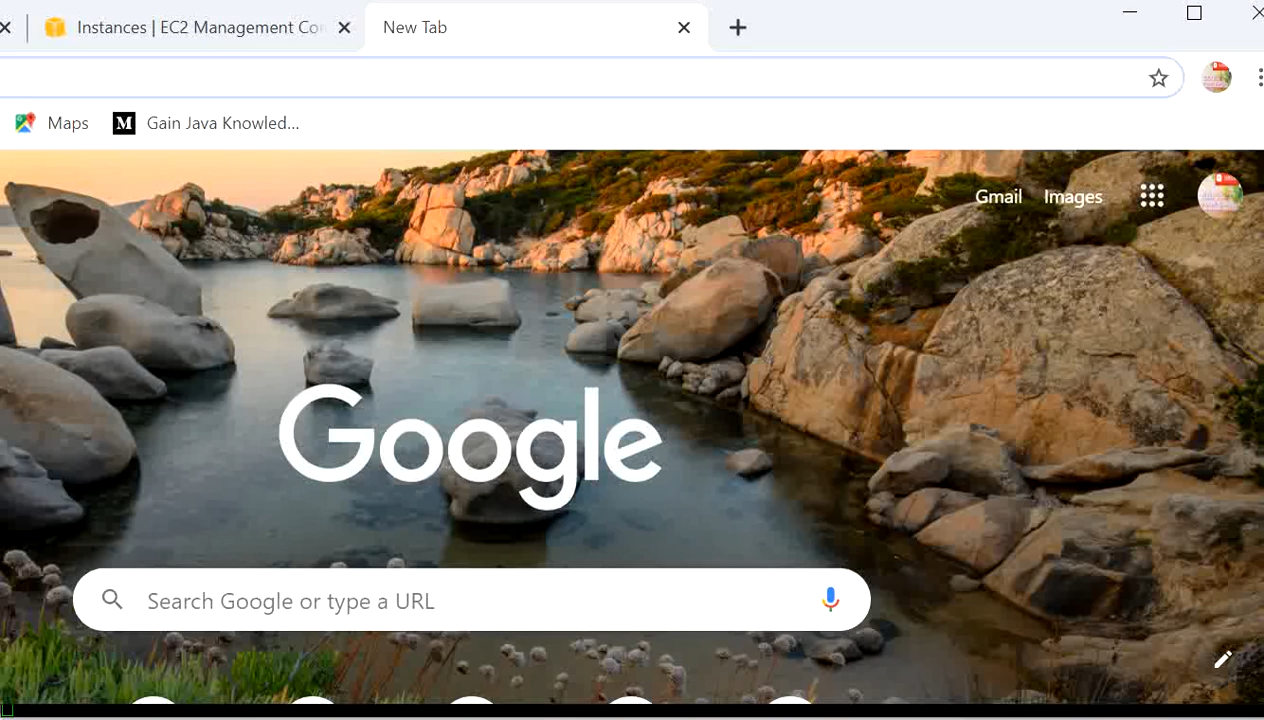 Instances | EC2 Management Co
New Tab
Maps
M
Gain Java Knowled...
Gmail
Images
Google
Search Google or type a URL